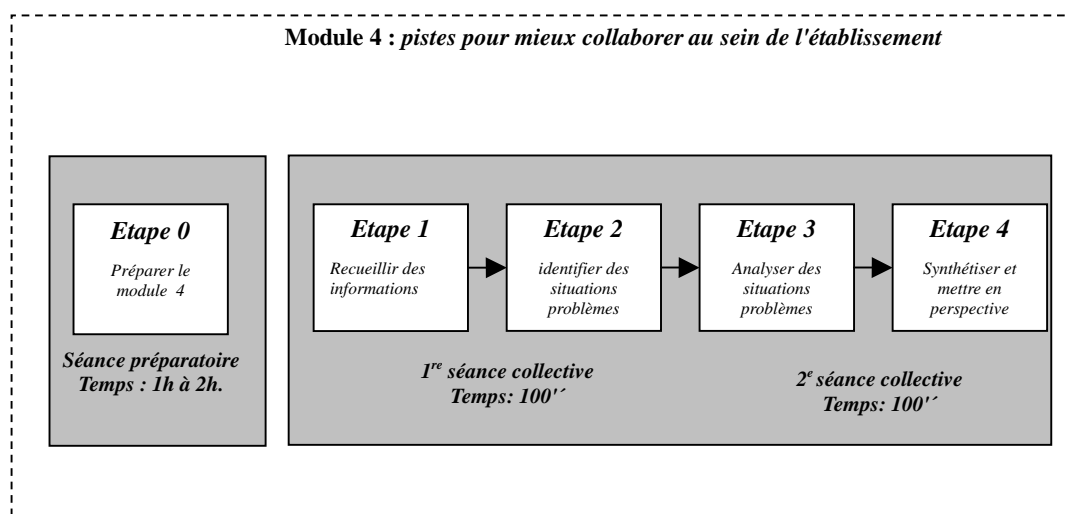 Module 4 : pistes pour mieux collaborer au sein de l'établissement
Etape 0
Préparer le
module 4
Séance préparatoire
Temps : 1h à 2h.
Etape 1
Recueillir des
informations
Etape 2
identifier des
situations
problèmes
Etape 3
Analyser des
situations
problèmes
Etape 4
Synthétiser et
mettre en
perspective
1re séance collective
Temps: 100'´
2e séance collective
Temps: 100'´